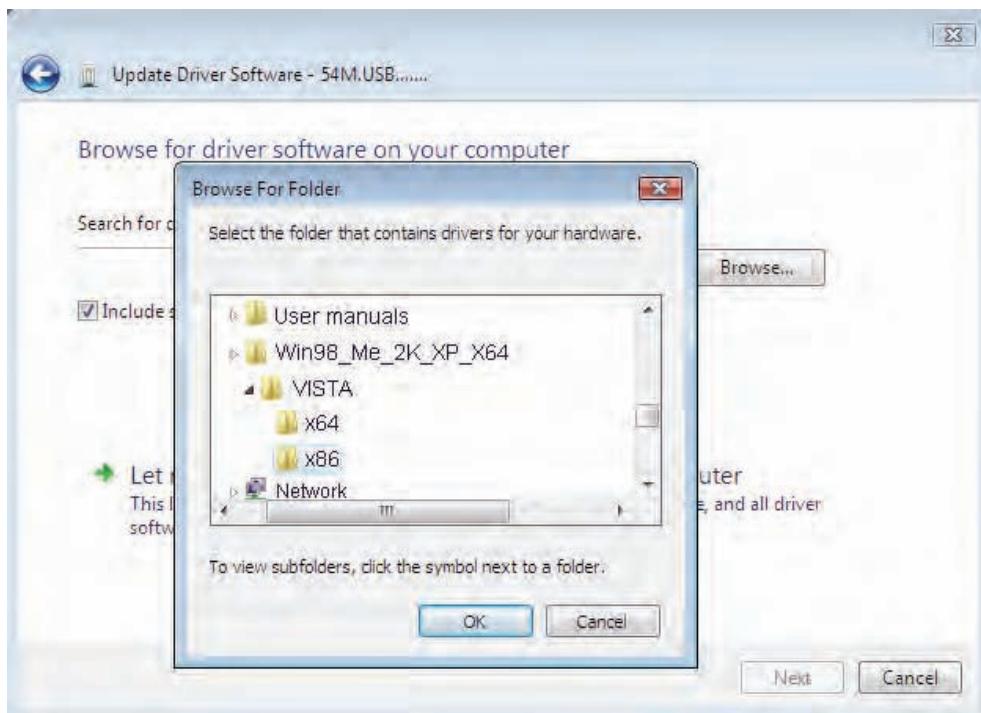 Update Driver Software - 54M.USB.......
Browse for driver software on your computer
Browse For Folder
Search for
Select the folder that contains drivers for your hardware.
Browse...
Include
User manuals
Win98_Me_2K_XP_X64
VISTA
x64
x86
Network
Let
uter
This
, and all driver
softw
To view subfolders, click the symbol next to a folder.
OK
Cancel
Next
Cancel